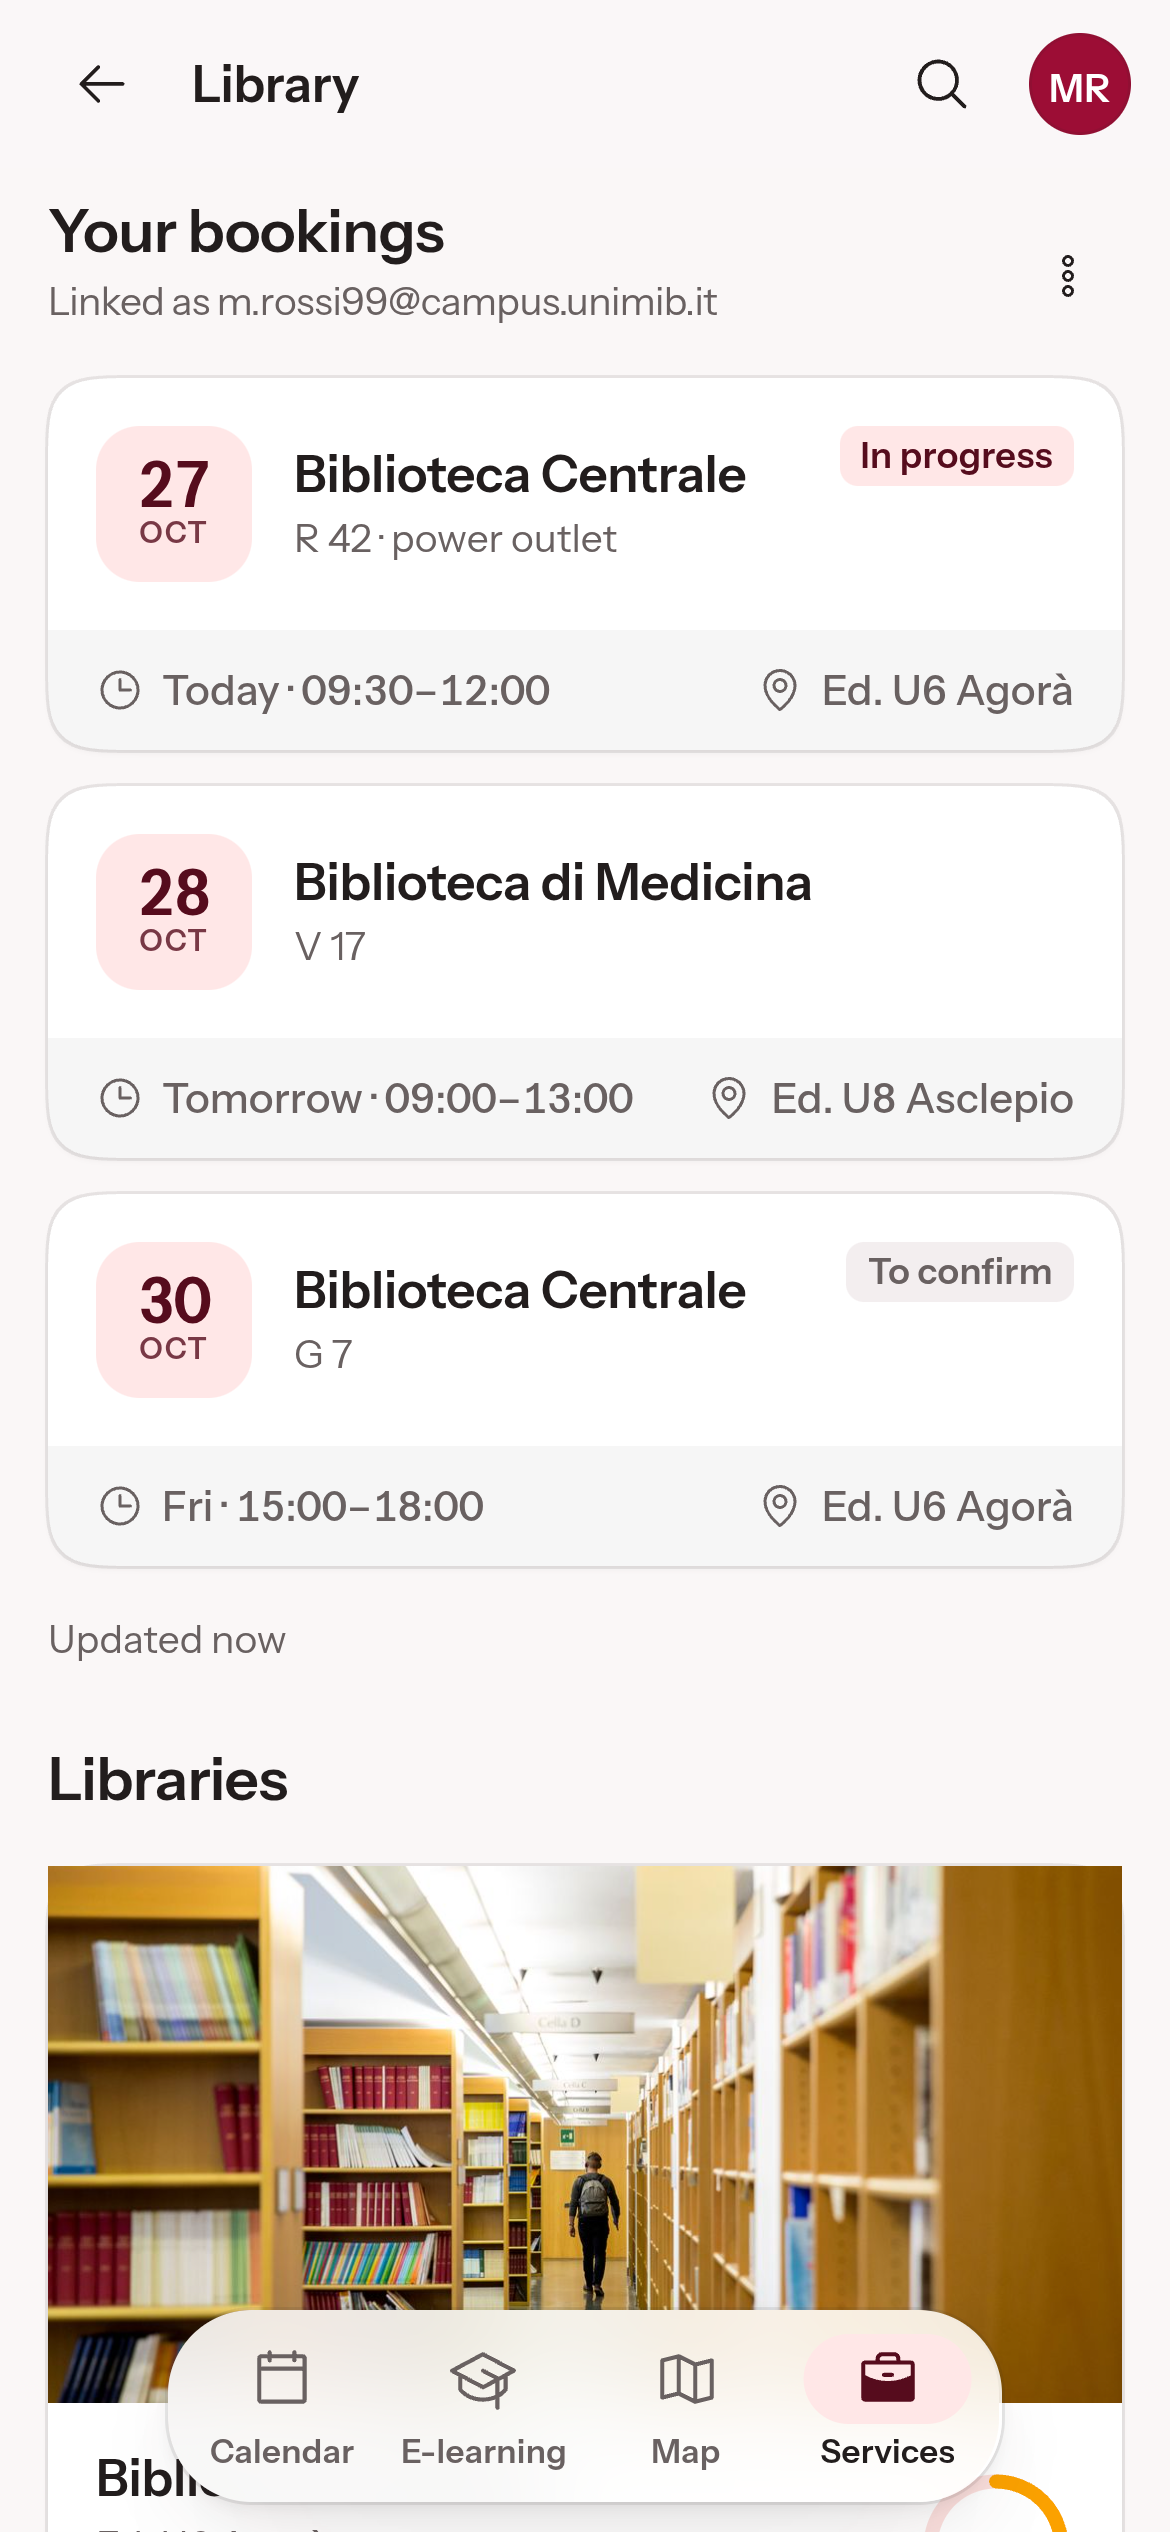 Library
MR
Your bookings
Linked as m.rossi99@campus.unimib.it
27
OCT
Biblioteca Centrale
R 42 · power outlet
In progress
Today · 09:30–12:00
Ed. U6 Agorà
28
OCT
Biblioteca di Medicina
V 17
Tomorrow · 09:00–13:00
Ed. U8 Asclepio
30
OCT
Biblioteca Centrale
G 7
To confirm
Fri · 15:00–18:00
Ed. U6 Agorà
Updated now
Libraries
Cella D
Calendar
E-learning
Map
Services